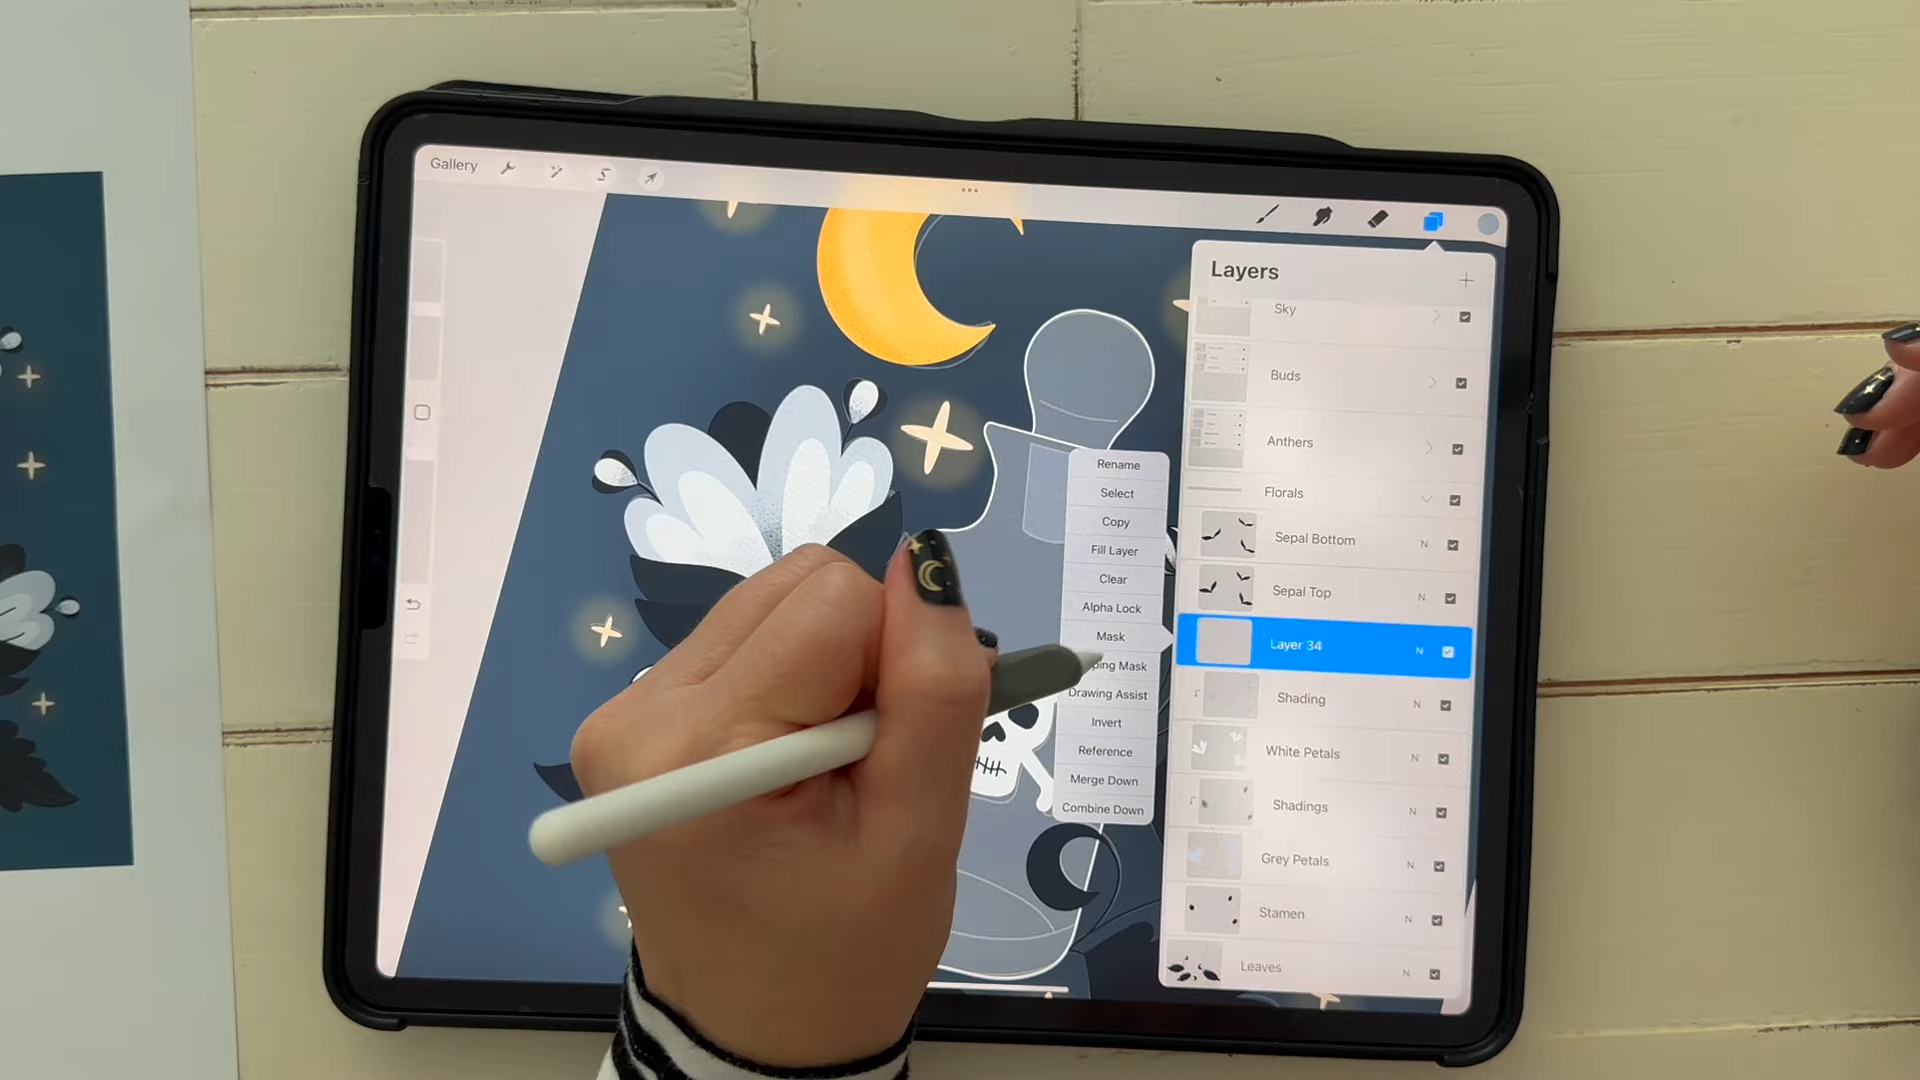 Gallery
Layers
Sky
Buds
Anthers
Florals
Sepal Bottom N
Sepal Top N
Layer 34 N
Shading N
White Petals N
Shadings N
Grey Petals N
Stamen N
Leaves N
Rename
Select
Copy
Fill Layer
Clear
Alpha Lock
Mask
Mask
Drawing Assist
Invert
Reference
Merge Down
Combine Down